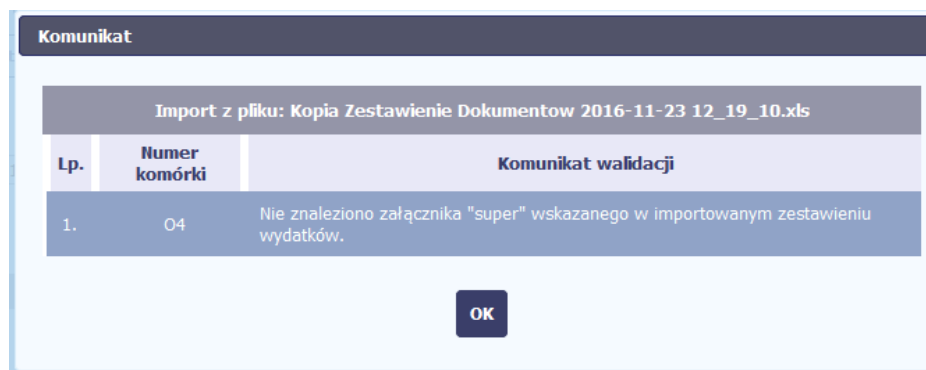 Komunikat
Import z pliku: Kopia Zestawienie Dokumentow 2016-11-23 12_19_10.xls
Lp.
Numer
komórki
Komunikat walidacji
1.
O4
Nie znaleziono załącznika "super" wskazanego w importowanym zestawieniu
wydatków.
OK